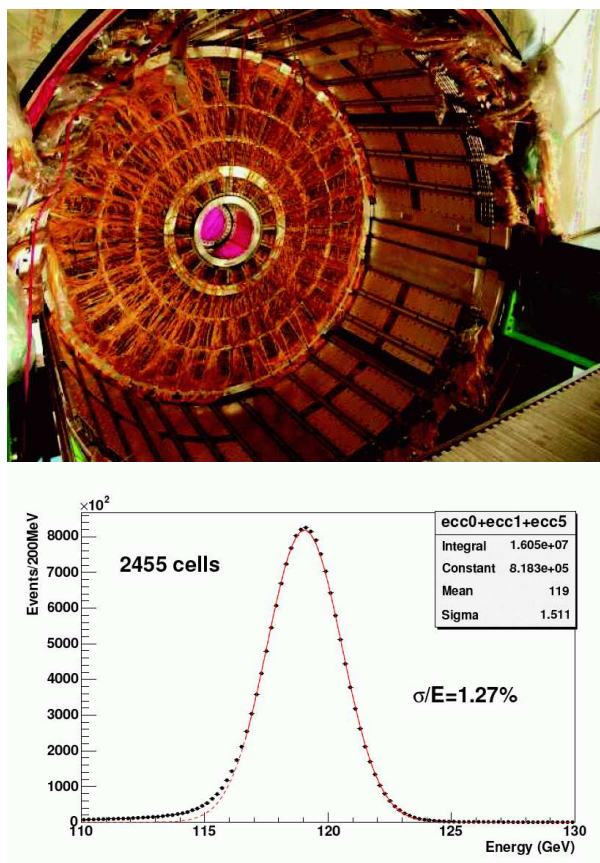 ×10²
Events/200MeV
8000
7000
6000
5000
4000
3000
2000
1000
0
2455 cells
ecc0+ecc1+ecc5
Integral 1.605e+07
Constant 8.183e+05
Mean 119
Sigma 1.511
σ/E=1.27%
110 115 120 125 130
Energy (GeV)